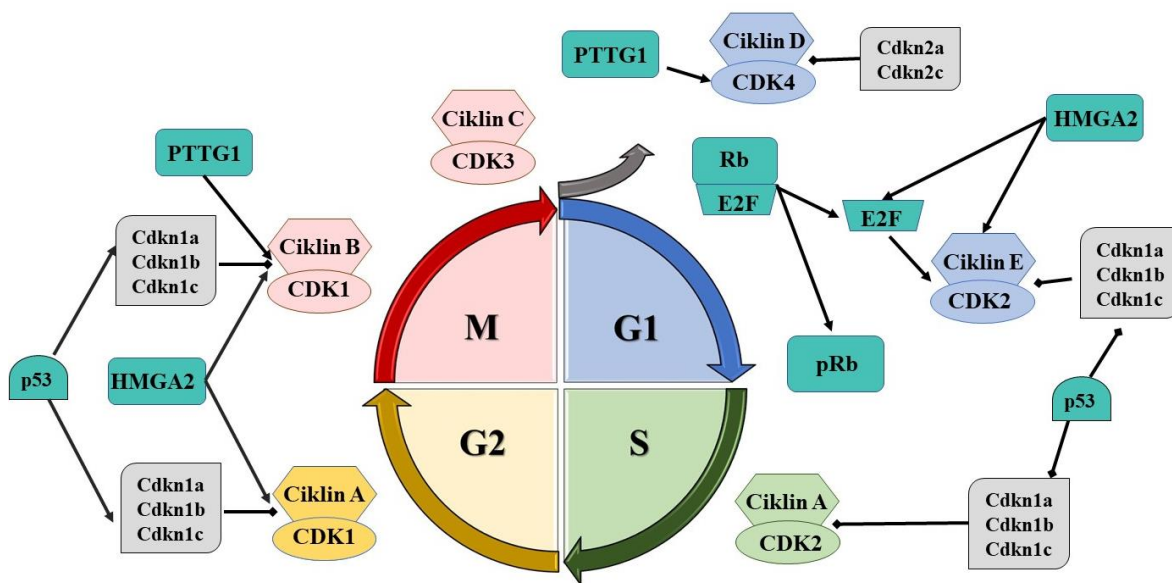 PTTG1
Ciklin D
CDK4
Cdkn2a
Cdkn2c
Ciklin C
CDK3
HMGA2
PTTG1
Rb
E2F
E2F
Cdkn1a
Cdkn1b
Cdkn1c
Ciklin B
CDK1
Ciklin E
CDK2
Cdkn1a
Cdkn1b
Cdkn1c
M
G1
pRb
p53
HMGA2
p53
G2
S
Cdkn1a
Cdkn1b
Cdkn1c
Ciklin A
CDK1
Ciklin A
CDK2
Cdkn1a
Cdkn1b
Cdkn1c